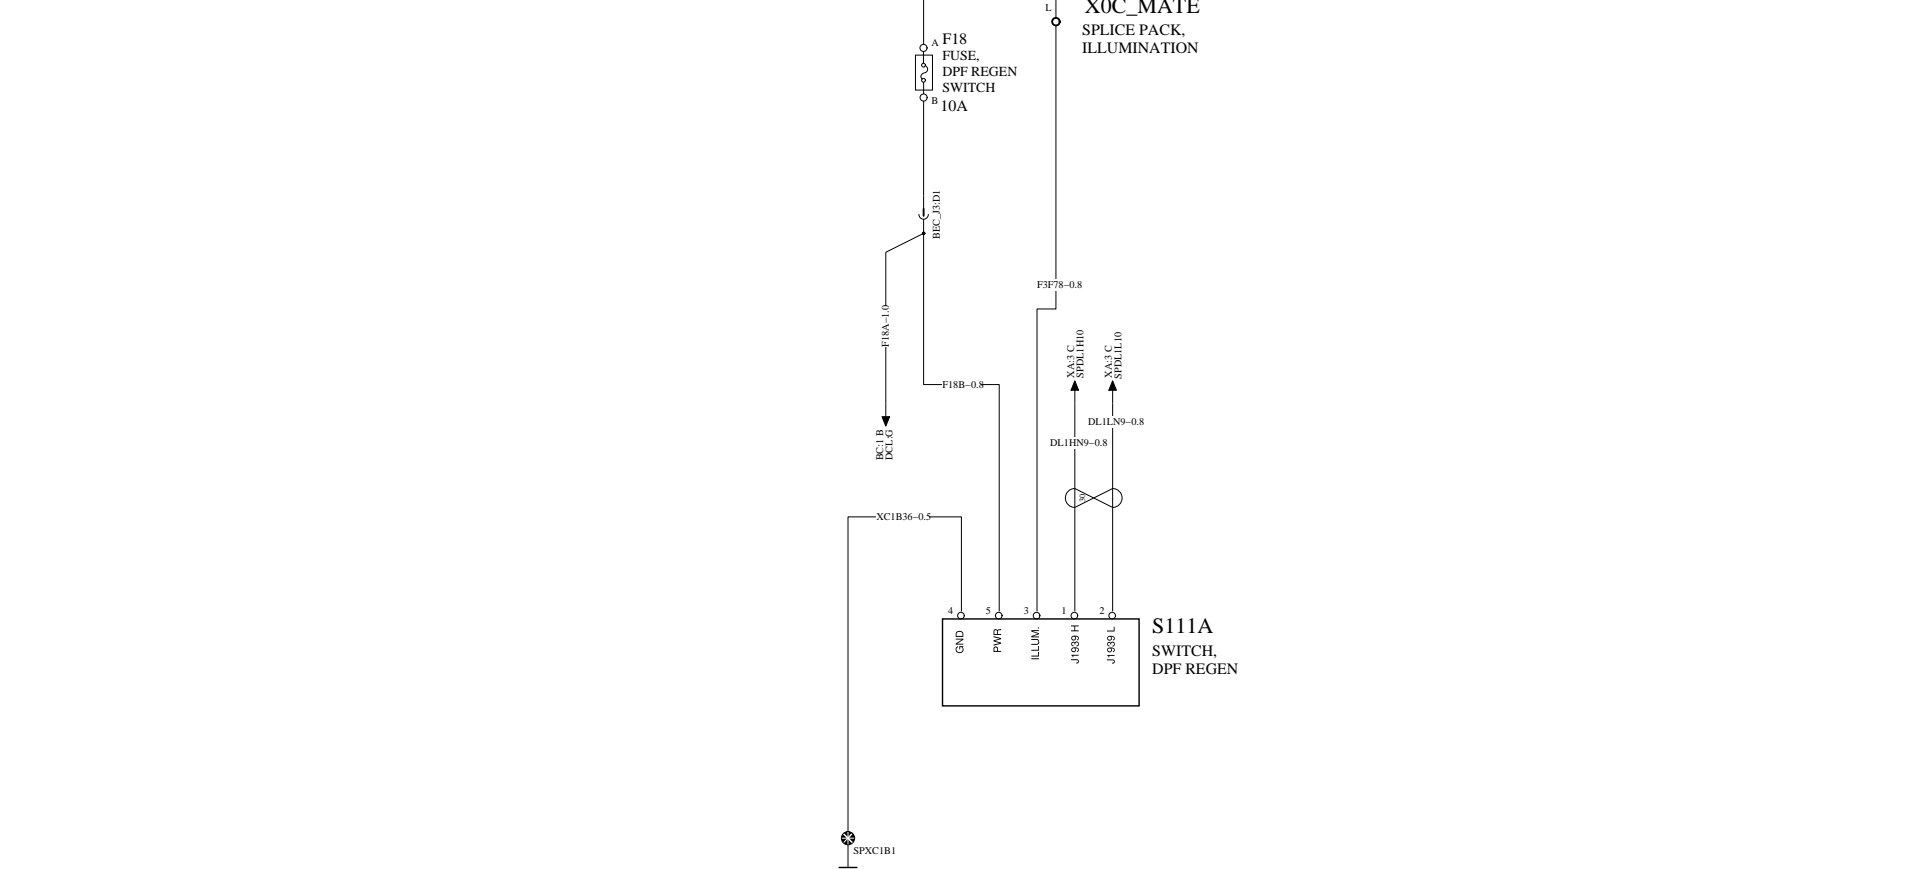 L
X0C_MATE
SPLICE PACK,
ILLUMINATION
A
F18
FUSE,
DPF REGEN
SWITCH
B
10A
BEC_J3:D1
F3F78–0.8
F18A–1.0
XA:3 C
SPDL1H10
XA:3 C
SPDL1L10
F18B–0.8
DL1LN9–0.8
DL1HN9–0.8
BC:1 B
DCL:G
30
XC1B36–0.5
4
5
3
1
2
GND
PWR
ILLUM.
J1939 H
J1939 L
S111A
SWITCH,
DPF REGEN
SPXC1B1